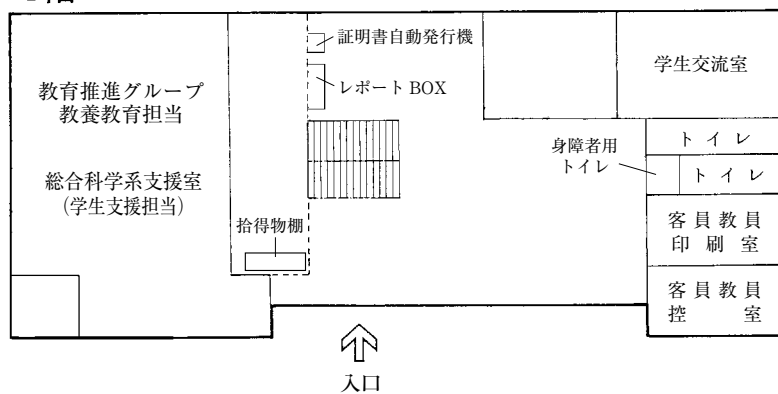 証明書自動発行機
レポート BOX
教育推進グループ
教養教育担当
総合科学系支援室
(学生支援担当)
拾得物棚
学生交流室
トイレ
身障者用
トイレ
トイレ
客員教員
印刷室
客員教員
控室
入口